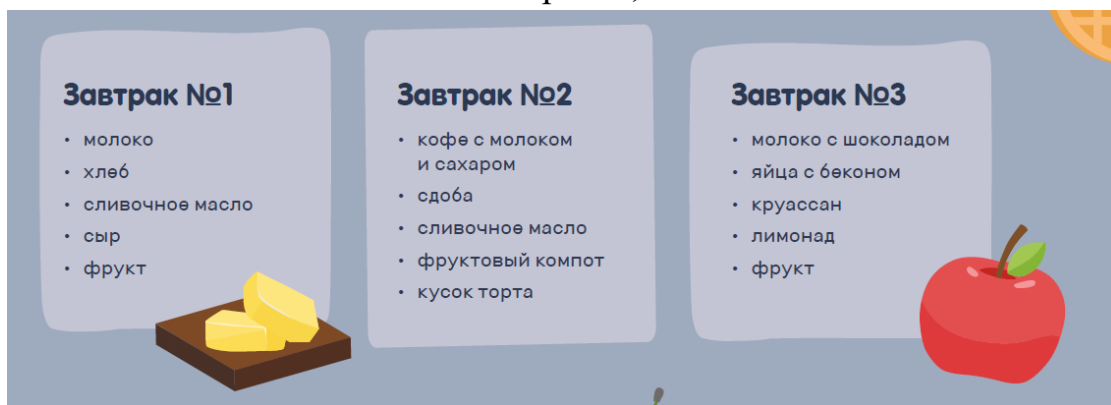 Завтрак №1
• молоко
• хлеб
• сливочное масло
• сыр
• фрукт
Завтрак №2
• кофе с молоком
и сахаром
• сдоба
• сливочное масло
• фруктовый компот
• кусок торта
Завтрак №3
• молоко с шоколадом
• яйца с беконом
• круассан
• лимонад
• фрукт